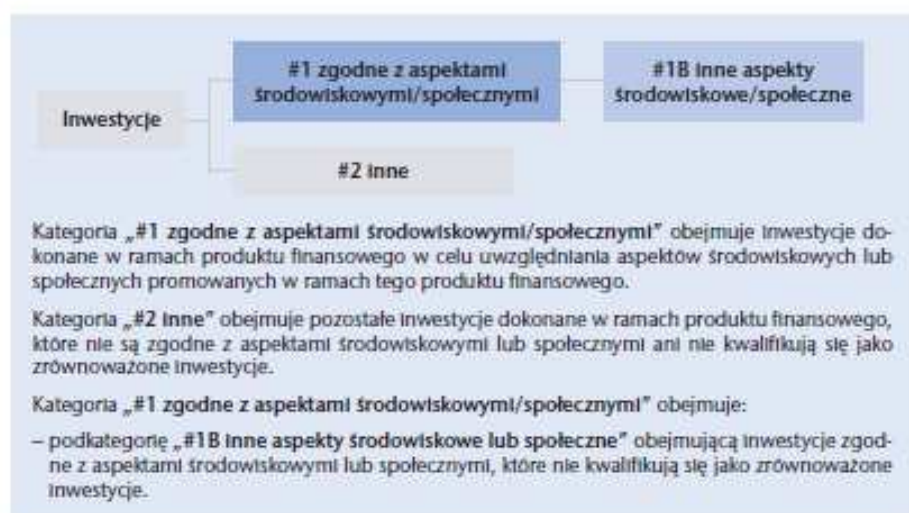 #1 zgodne z aspektami
środowiskowymi/społecznymi
#1B inne aspekty
środowiskowe/społeczne
Inwestycje
#2 inne
Kategoria „#1 zgodne z aspektami środowiskowymi/społecznymi” obejmuje inwestycje do-
konane w ramach produktu finansowego w celu uwzględniania aspektów środowiskowych lub
społecznych promowanych w ramach tego produktu finansowego.
Kategoria „#2 inne” obejmuje pozostałe inwestycje dokonane w ramach produktu finansowego,
które nie są zgodne z aspektami środowiskowymi lub społecznymi ani nie kwalifikują się jako
zrównoważone inwestycje.
Kategoria „#1 zgodne z aspektami środowiskowymi/społecznymi” obejmuje:
– podkategorię „#1B inne aspekty środowiskowe lub społeczne” obejmującą inwestycje zgod-
ne z aspektami środowiskowymi lub społecznymi, które nie kwalifikują się jako zrównoważone
inwestycje.